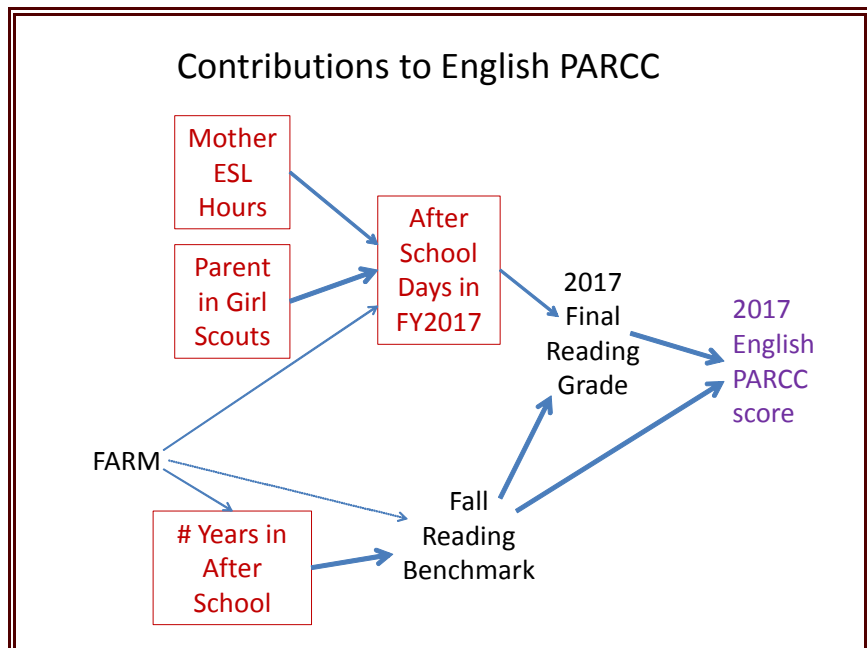 Contributions to English PARCC
Mother
ESL
Hours
Parent
in Girl
Scouts
After
School
Days in
FY2017
2017
Final
Reading
Grade
2017
English
PARCC
score
FARM
# Years in
After
School
Fall
Reading
Benchmark